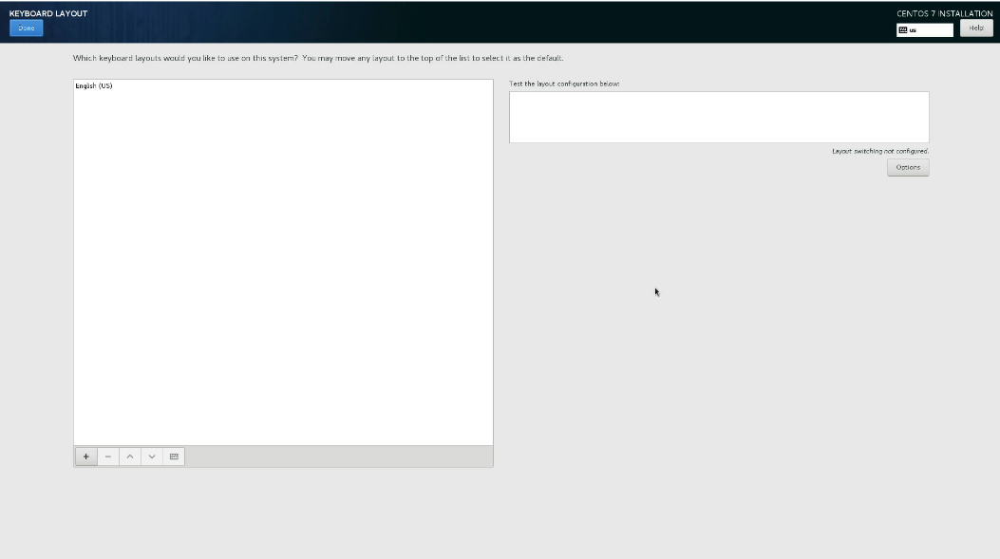 KEYBOARD LAYOUT
CENTOS 7 INSTALLATION
Done
us
Help!
Which keyboard layouts would you like to use on this system? You may move any layout to the top of the list to select it as the default.
English (US)
Test the layout configuration below:
Layout switching not configured.
Options